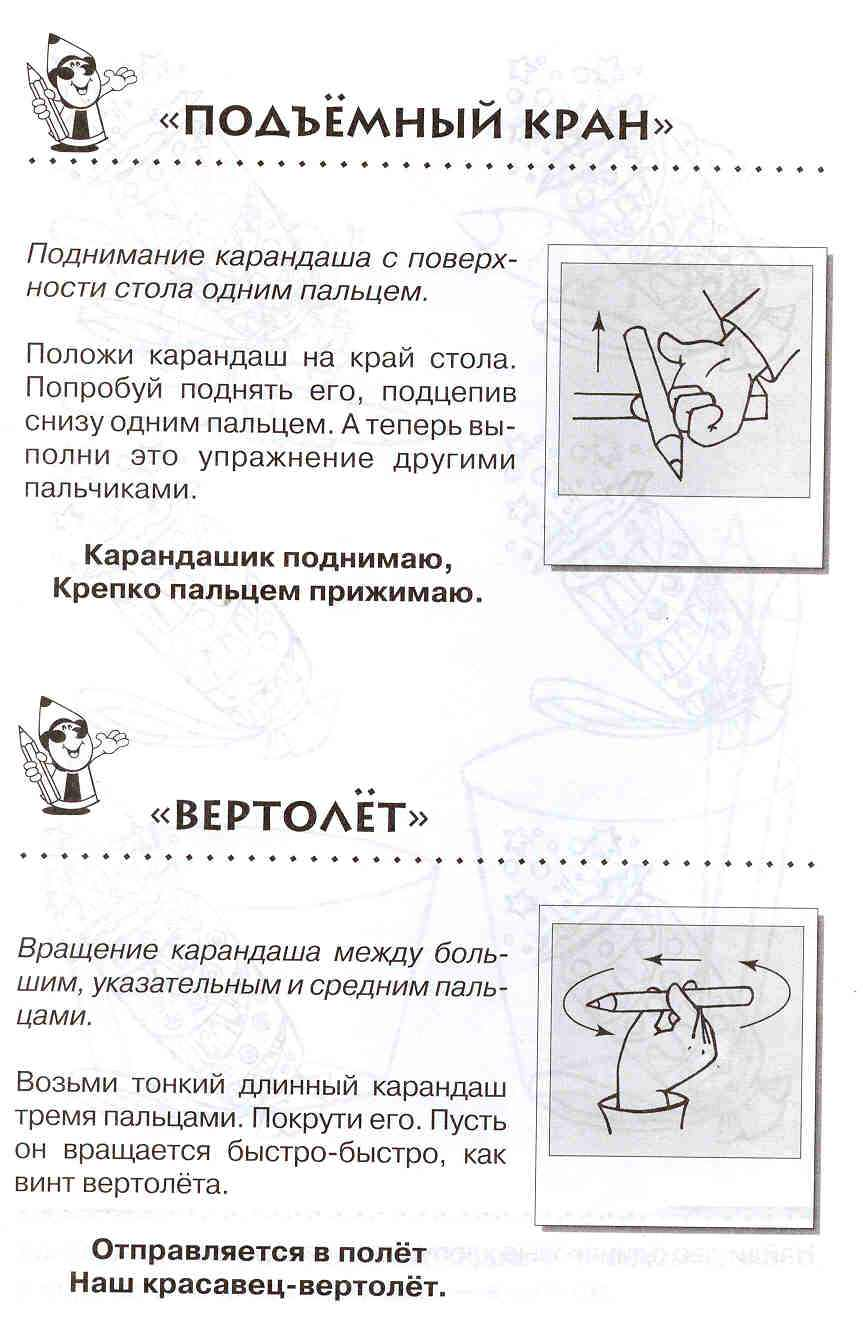 «ПОДЪЁМНЫЙ КРАН»
Поднимание карандаша с поверх-
ности стола одним пальцем.
Положи карандаш на край стола.
Попробуй поднять его, подцепив
снизу одним пальцем. А теперь вы-
полни это упражнение другими
пальчиками.
Карандашик поднимаю,
Крепко пальцем прижимаю.
«ВЕРТОЛЁТ»
Вращение карандаша между боль-
шим, указательным и средним паль-
цами.
Возьми тонкий длинный карандаш
тремя пальцами. Покрути его. Пусть
он вращается быстро-быстро, как
винт вертолёта.
Отправляется в полёт
Наш красавец-вертолёт.